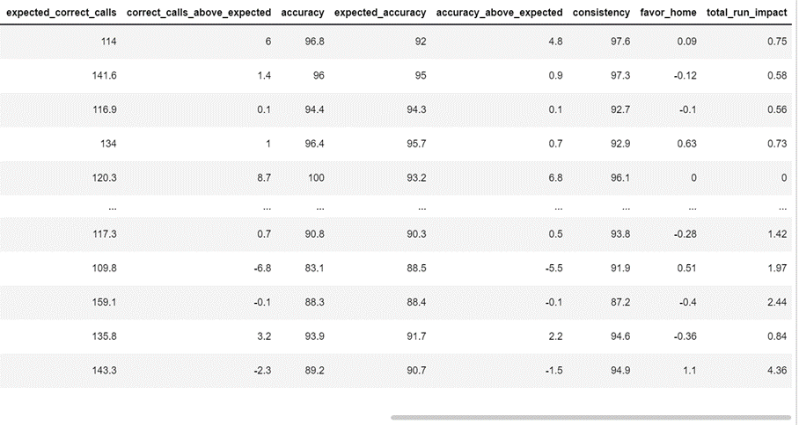 expected_correct_calls correct_calls_above_expected accuracy expected_accuracy accuracy_above_expected consistency favor_home total_run_impact
114 6 96.8 92 4.8 97.6 0.09 0.75
141.6 1.4 96 95 0.9 97.3 -0.12 0.58
116.9 0.1 94.4 94.3 0.1 92.7 -0.1 0.56
134 1 96.4 95.7 0.7 92.9 0.63 0.73
120.3 8.7 100 93.2 6.8 96.1 0 0
... ... ... ... ... ... ... ...
117.3 0.7 90.8 90.3 0.5 93.8 -0.28 1.42
109.8 -6.8 83.1 88.5 -5.5 91.9 0.51 1.97
159.1 -0.1 88.3 88.4 -0.1 87.2 -0.4 2.44
135.8 3.2 93.9 91.7 2.2 94.6 -0.36 0.84
143.3 -2.3 89.2 90.7 -1.5 94.9 1.1 4.36